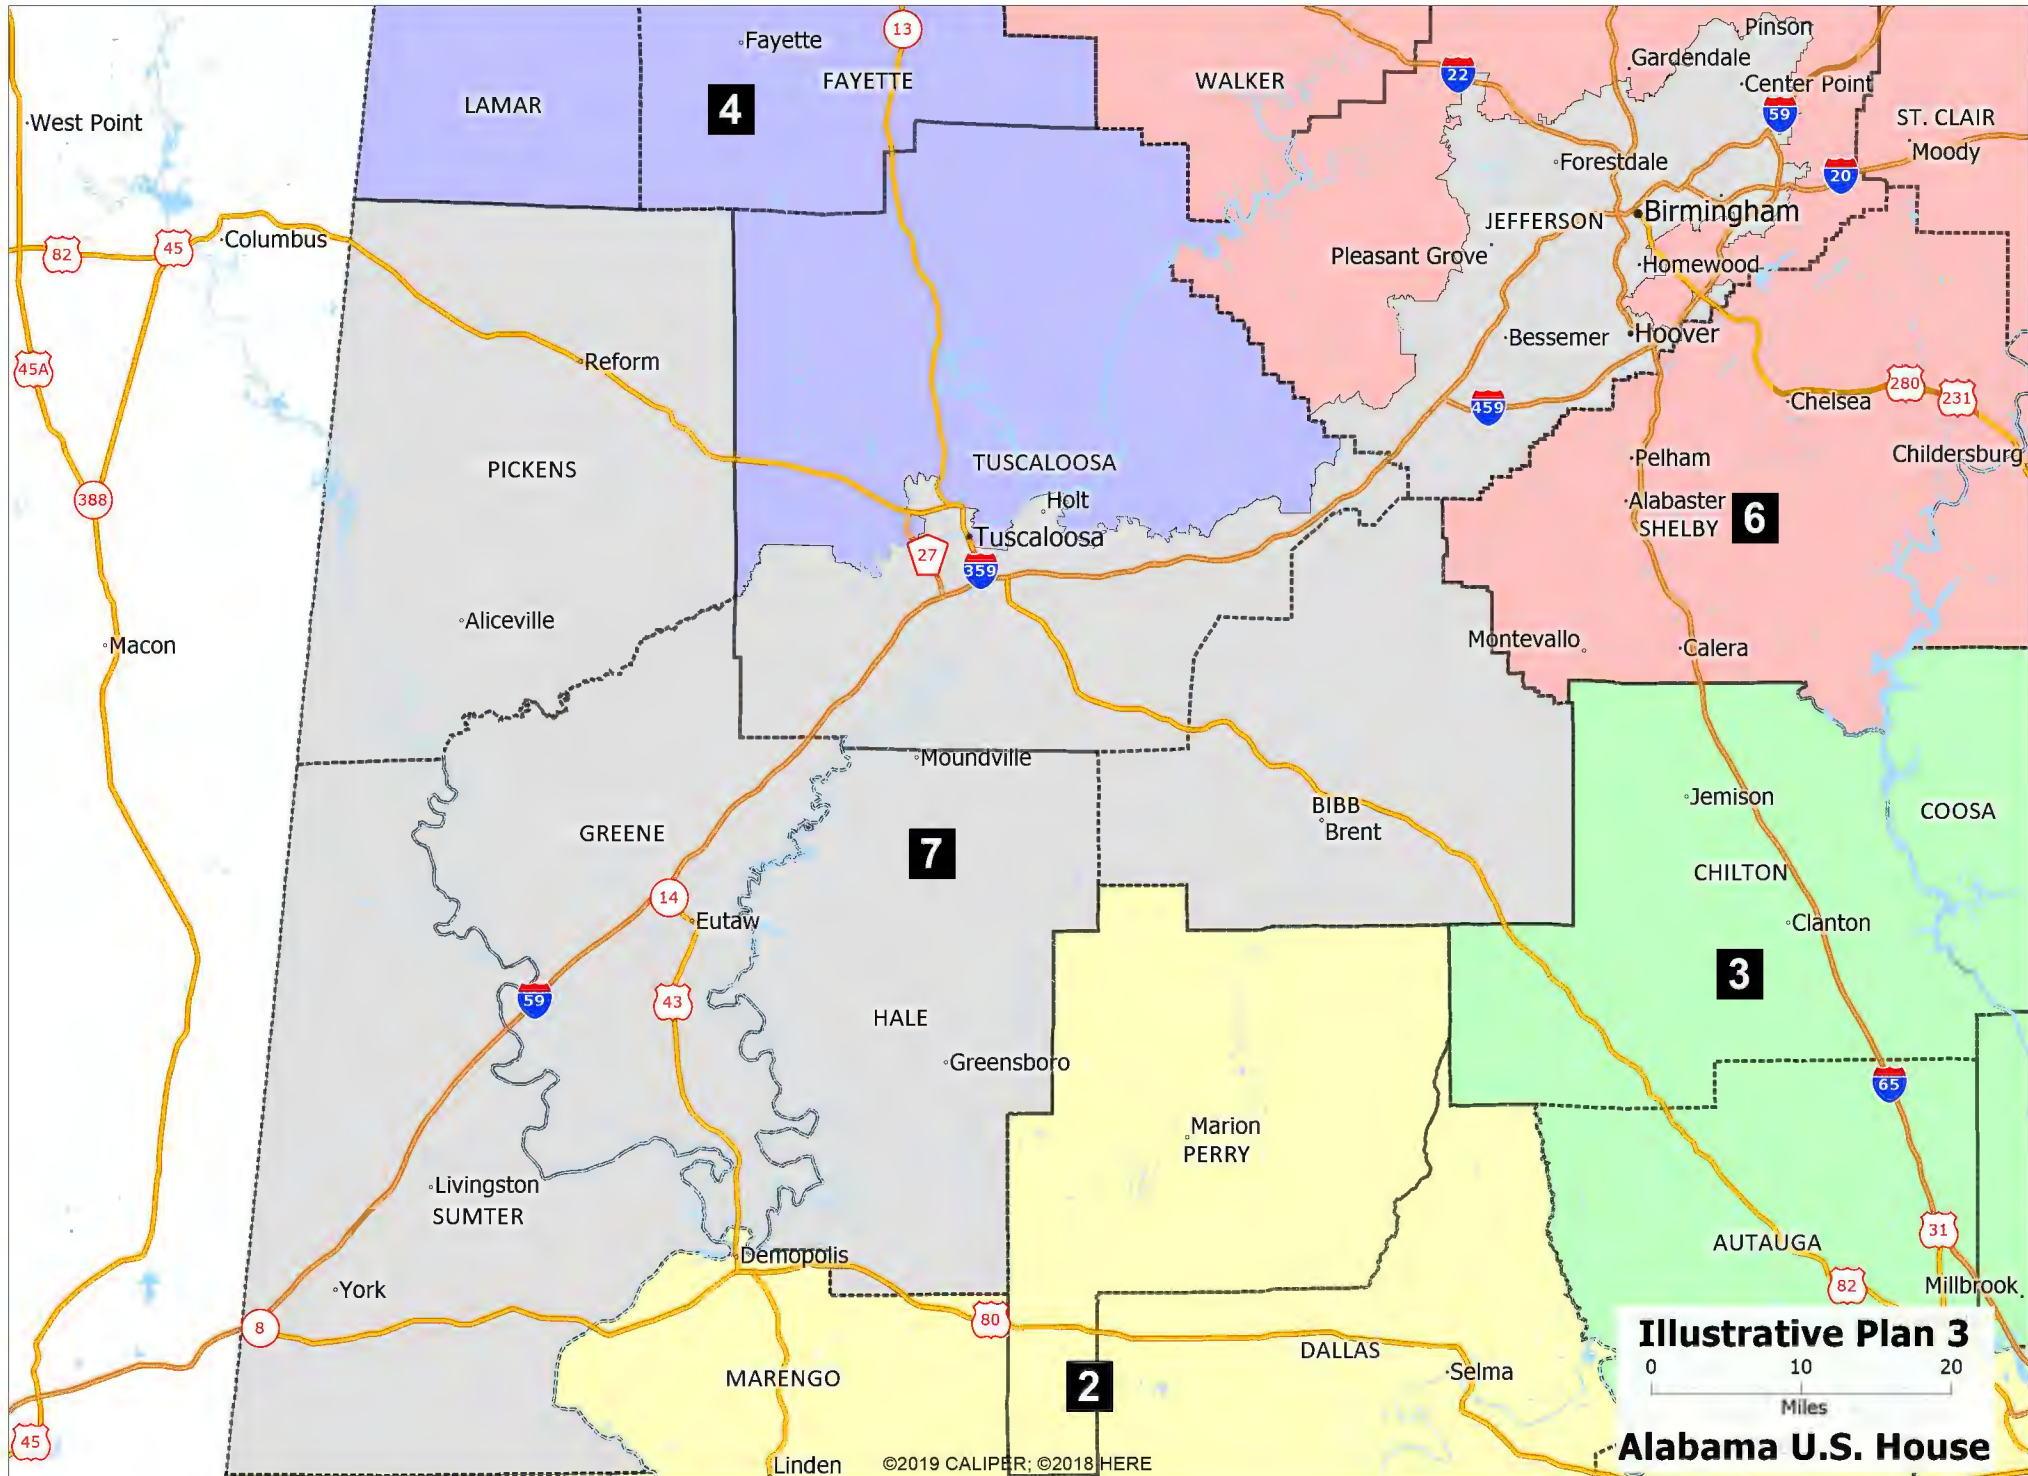 13
Pinson
Fayette
Gardendale
FAYETTE
WALKER
22
Center Point
LAMAR
4
59
ST. CLAIR
West Point
Moody
Forestdale
20
Birmingham
JEFFERSON
Columbus
82
45
Pleasant Grove
Homewood
Hoover
Bessemer
Reform
45A
280
231
Chelsea
459
Childersburg
TUSCALOOSA
Pelham
PICKENS
388
Holt
Alabaster
SHELBY
6
Tuscaloosa
27
359
Aliceville
Macon
Montevallo
Calera
Moundville
Jemison
BIBB
Brent
COOSA
GREENE
7
CHILTON
14
Eutaw
Clanton
3
59
43
HALE
Greensboro
65
Marion
PERRY
Livingston
SUMTER
31
AUTAUGA
Demopolis
82
Millbrook
York
8
80
Illustrative Plan 3
0 10 20
Miles
Alabama U.S. House
DALLAS
Selma
MARENGO
2
45
Linden
©2019 CALIPER; ©2018 HERE